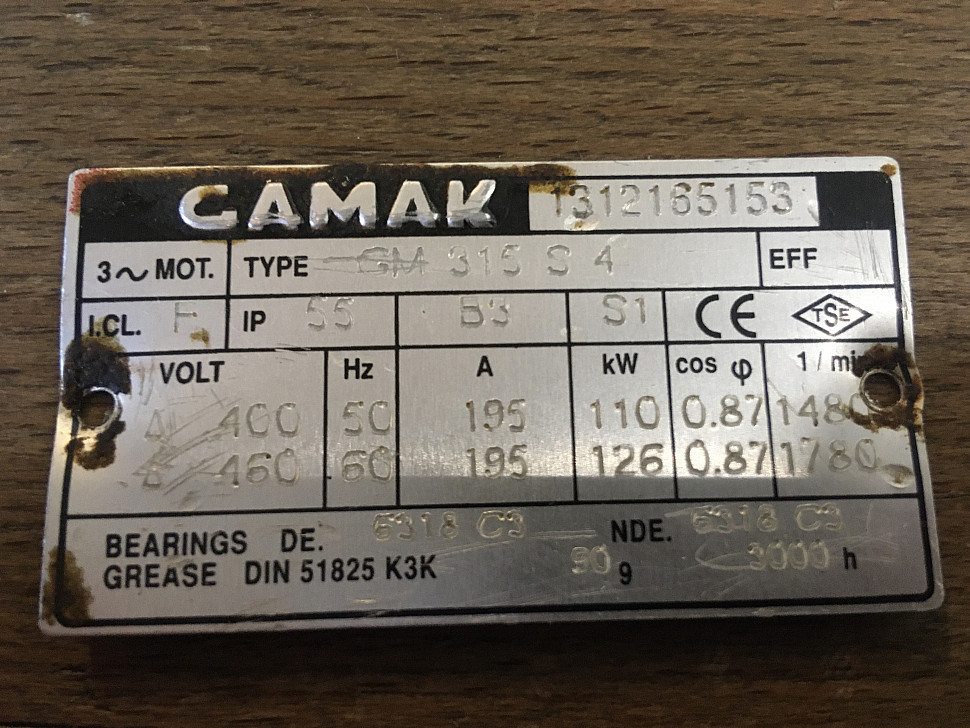 GAMAK 1312165153
3~ MOT. TYPE GM 315 S 4 EFF
I.CL. F IP 55 B3 S1 CE TSE
VOLT Hz A kW cos φ 1 / min
Δ 400 50 195 110 0.87 1480
Δ 460 60 195 126 0.87 1780
BEARINGS DE. 6318 C3 NDE. 6318 C3
GREASE DIN 51825 K3K 90 g 3000 h